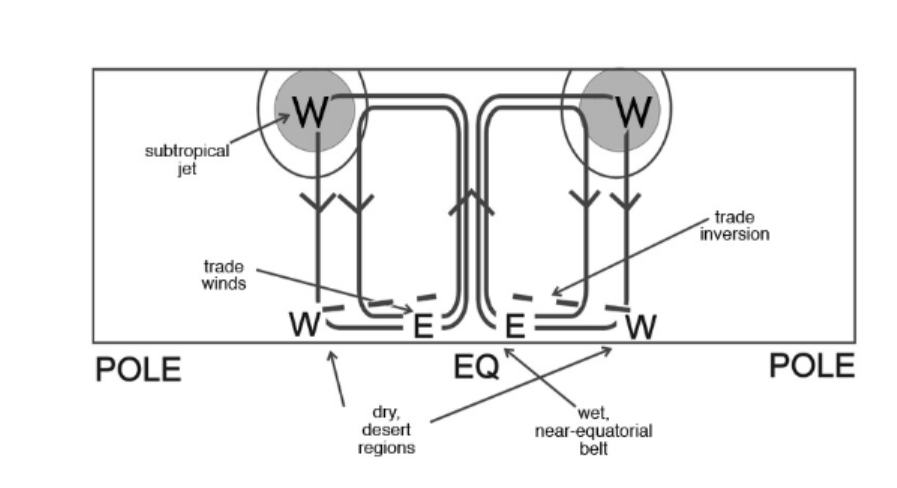 W
W
subtropical
jet
trade
inversion
trade
winds
W
E
E
W
POLE
EQ
POLE
dry,
desert
regions
wet,
near-equatorial
belt